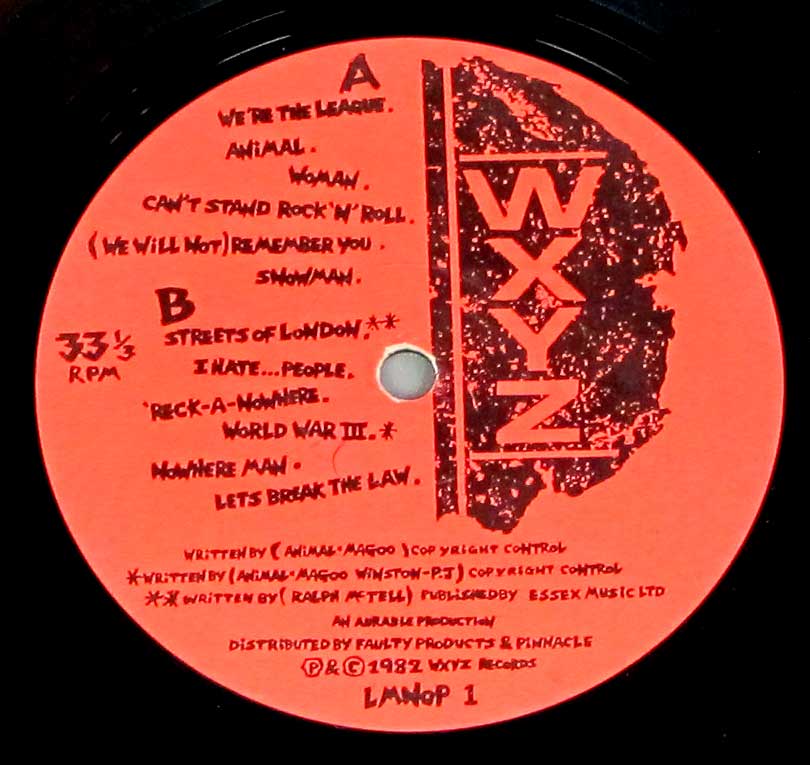 A
WE'RE THE LEAGUE.
ANIMAL.
WOMAN.
CAN'T STAND ROCK 'N' ROLL.
(WE WILL NOT) REMEMBER YOU.
SNOWMAN.
B
STREETS OF LONDON.**
I HATE... PEOPLE.
'RECK-A-NOWHERE.
WORLD WAR III.*
NOWHERE MAN.
LETS BREAK THE LAW.
33 1/3
RPM
WXYZ
WRITTEN BY (ANIMAL·MAGOO) COPYRIGHT CONTROL
*WRITTEN BY (ANIMAL·MAGOO WINSTON-P.J) COPYRIGHT CONTROL
**WRITTEN BY (RALPH McTELL) PUBLISHED BY ESSEX MUSIC LTD
AN AURABLE PRODUCTION
DISTRIBUTED BY FAULTY PRODUCTS & PINNACLE
Ⓟ & © 1982 WXYZ RECORDS
LMNOP 1